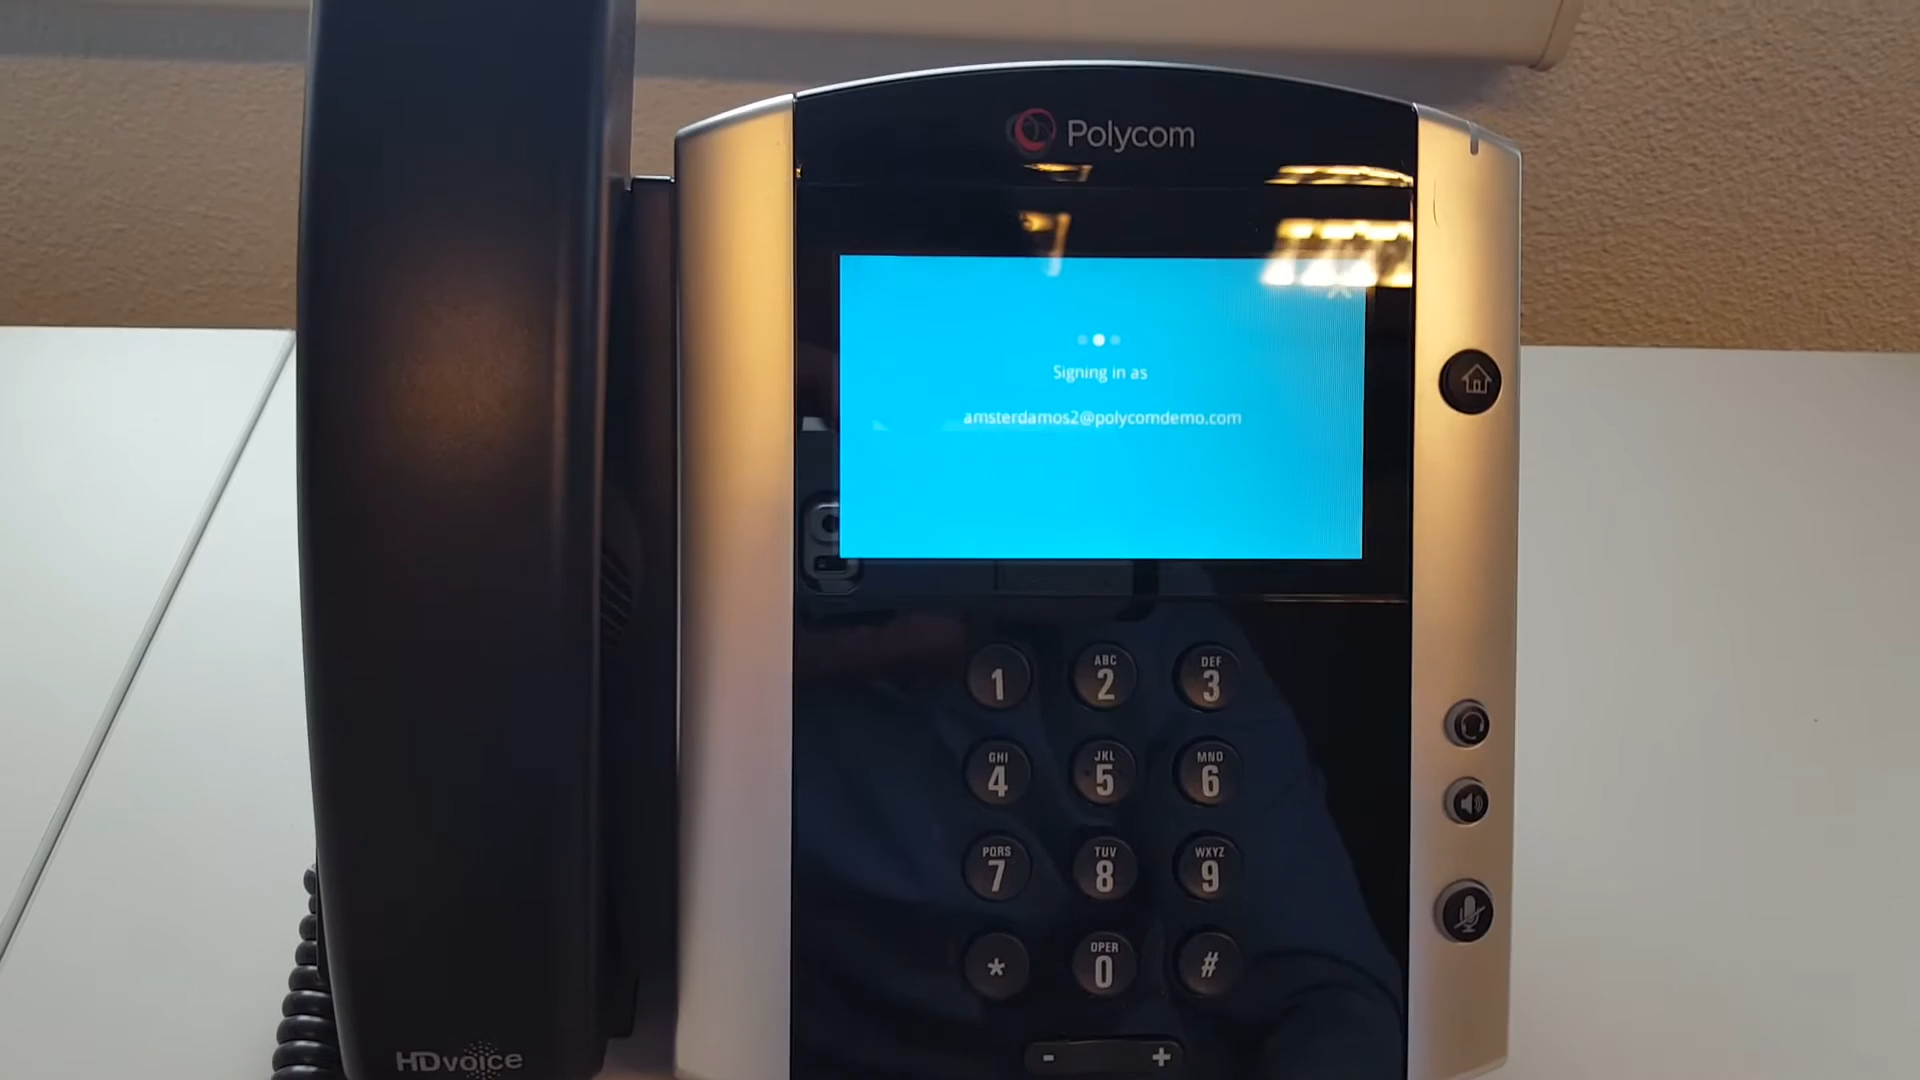 Polycom
Signing in as
amsterdamos2@polycomdemo.com
1
ABC
2
DEF
3
GHI
4
JKL
5
MNO
6
PQRS
7
TUV
8
WXYZ
9
*
OPER
0
#
- +
HDvoice